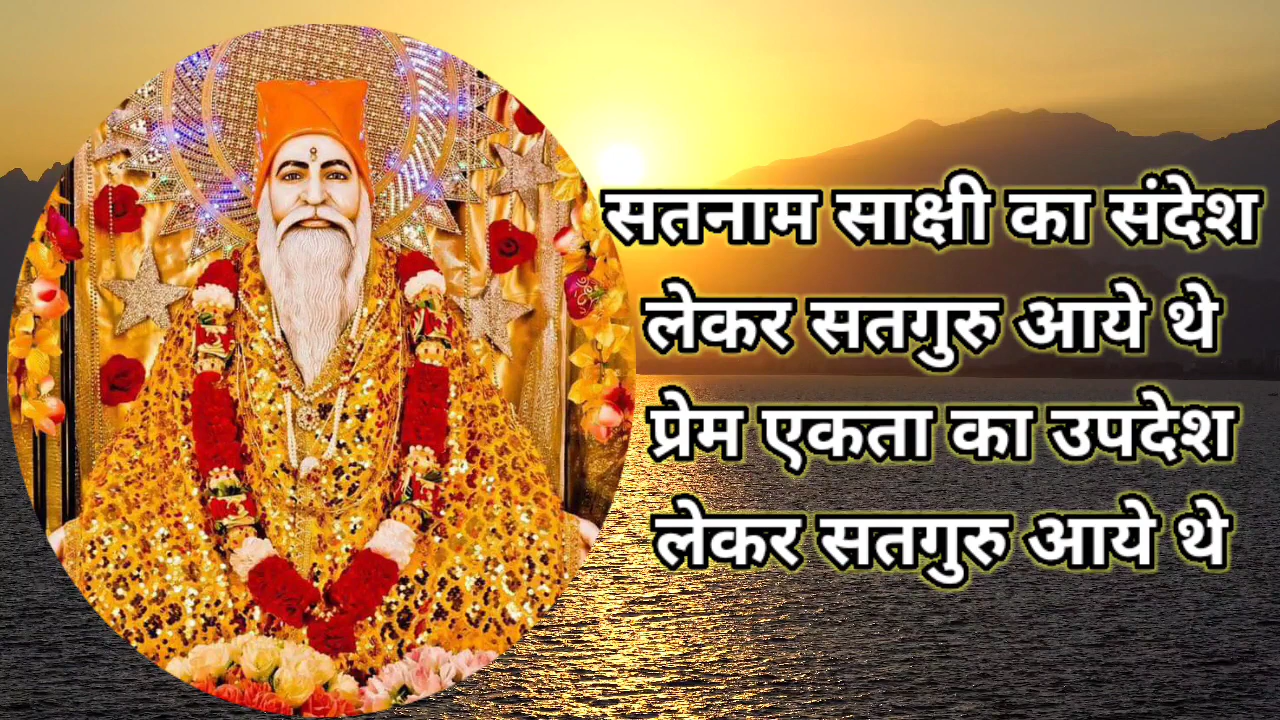 सतनाम साक्षी का संदेश
लेकर सतगुरु आये थे
प्रेम एकता का उपदेश
लेकर सतगुरु आये थे